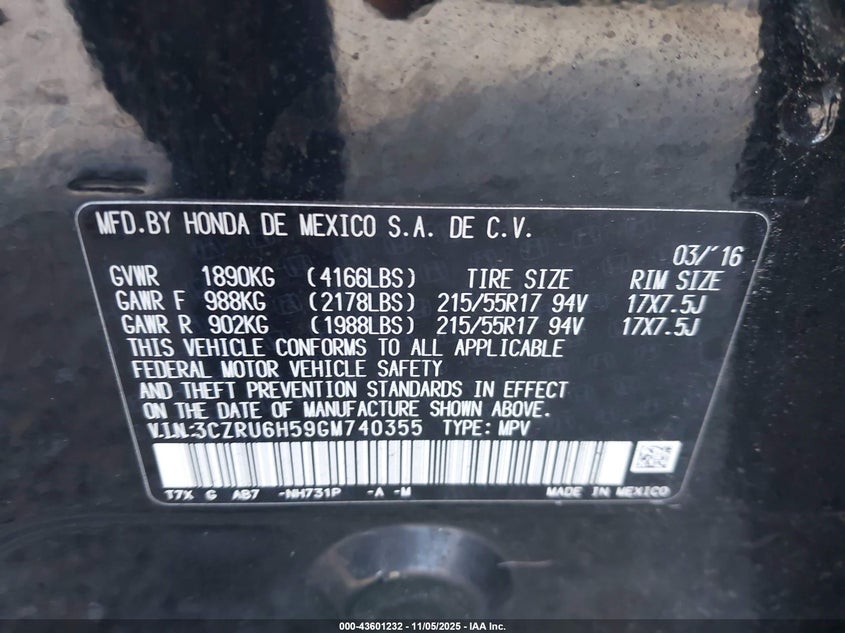 MFD.BY HONDA DE MEXICO S.A. DE C.V.
03/'16
GVWR 1890KG (4166LBS) TIRE SIZE RIM SIZE
GAWR F 988KG (2178LBS) 215/55R17 94V 17X7.5J
GAWR R 902KG (1988LBS) 215/55R17 94V 17X7.5J
THIS VEHICLE CONFORMS TO ALL APPLICABLE
FEDERAL MOTOR VEHICLE SAFETY
AND THEFT PREVENTION STANDARDS IN EFFECT
ON THE DATE OF MANUFACTURE SHOWN ABOVE.
V.I.N.:3CZRU6H59GM740355 TYPE: MPV
T7X G AB7 -NH731P -A -M MADE IN MEXICO
000-43601232 - 11/05/2025 - IAA Inc.